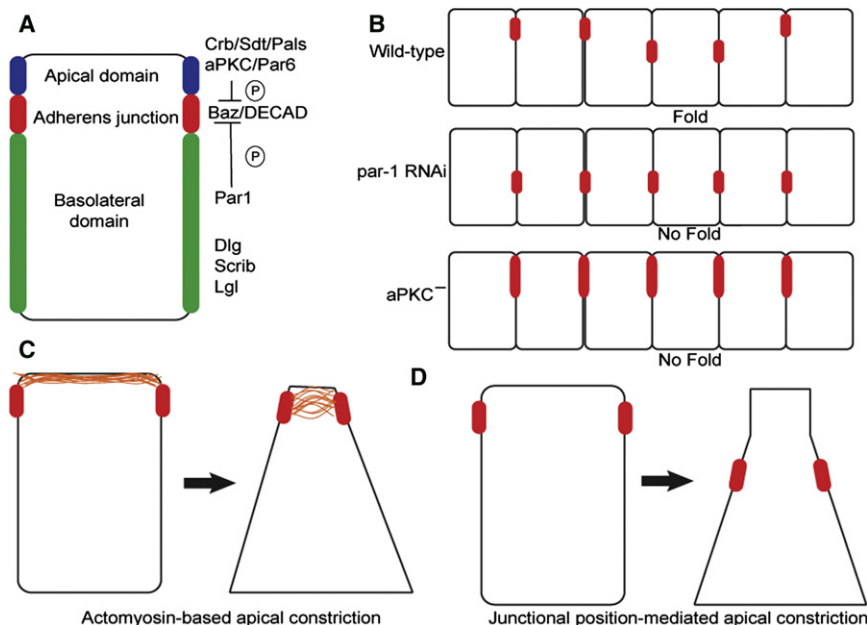 A
Crb/Sdt/Pals
aPKC/Par6
Apical domain
P
Adherens junction
Baz/DECAD
P
Basolateral
domain
Par1
Dlg
Scrib
Lgl
B
Wild-type
Fold
par-1 RNAi
No Fold
aPKC–
No Fold
C
Actomyosin-based apical constriction
D
Junctional position-mediated apical constriction